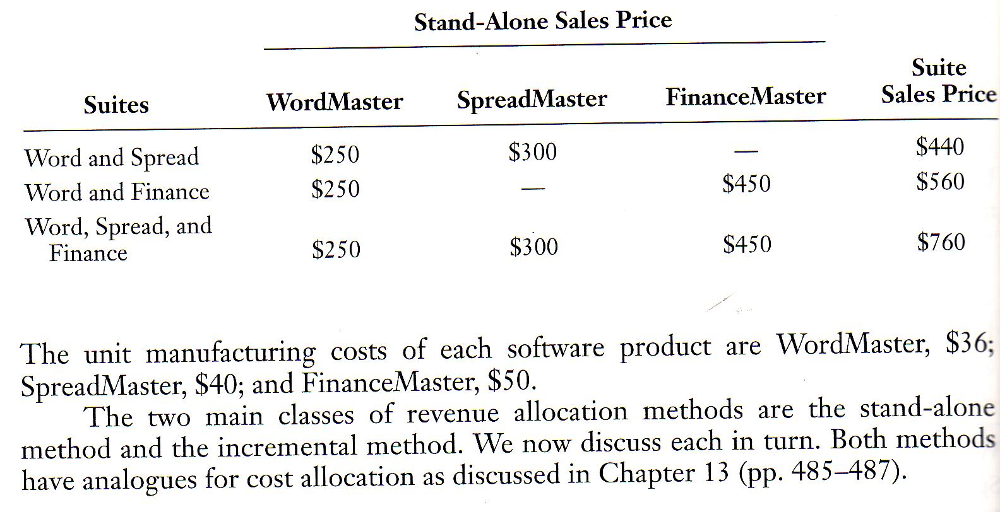 Stand-Alone Sales Price
Suite
Suites WordMaster SpreadMaster FinanceMaster Sales Price
Word and Spread $250 $300 — $440
Word and Finance $250 — $450 $560
Word, Spread, and
Finance $250 $300 $450 $760
The unit manufacturing costs of each software product are WordMaster, $36;
SpreadMaster, $40; and FinanceMaster, $50.
The two main classes of revenue allocation methods are the stand-alone
method and the incremental method. We now discuss each in turn. Both methods
have analogues for cost allocation as discussed in Chapter 13 (pp. 485–487).